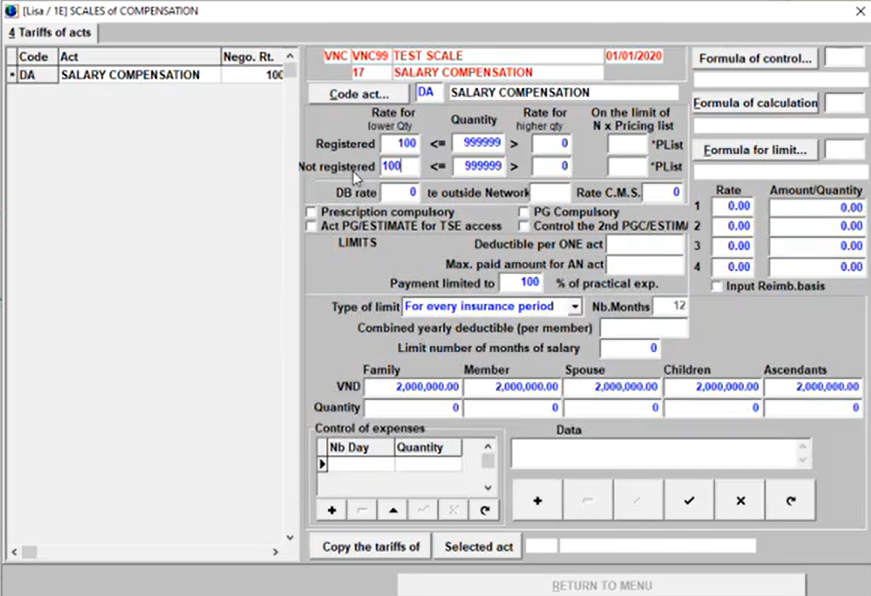 [Lisa / 1E] SCALES of COMPENSATION
4 Tariffs of acts
Code Act Nego. Rt.
DA SALARY COMPENSATION 100
VNC VNC99 TEST SCALE 01/01/2020
17 SALARY COMPENSATION
Code act... DA SALARY COMPENSATION
Rate for lower Qty Quantity Rate for higher qty On the limit of N x Pricing list
Registered 100 <= 999999 > 0 *PList
Not registered 100 <= 999999 > 0 *PList
DB rate 0 te outside Network Rate C.M.S. 0
Prescription compulsory PG Compulsory
Act PG/ESTIMATE for TSE access Control the 2nd PGC/ESTIMA
LIMITS Deductible per ONE act
Max. paid amount for AN act
Payment limited to 100 % of practical exp.
Type of limit For every insurance period Nb.Months 12
Combined yearly deductible (per member)
Limit number of months of salary 0
Family Member Spouse Children Ascendants
VND 2,000,000.00 2,000,000.00 2,000,000.00 2,000,000.00 2,000,000.00
Quantity 0 0 0 0 0
Control of expenses
Nb Day Quantity
Data
Formula of control...
Formula of calculation
Formula for limit...
Rate Amount/Quantity
1 0.00 0.00
2 0.00 0.00
3 0.00 0.00
4 0.00 0.00
Input Reimb.basis
Copy the tariffs of Selected act
RETURN TO MENU